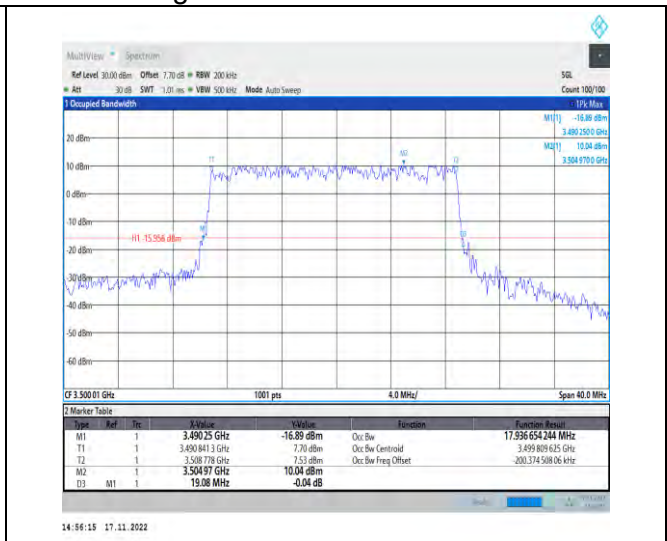 MultiView Spectrum
Ref Level 30.00 dBm Offset 7.70 dB RBW 200 kHz SGL
Att 30 dB SWT 1.01 ms VBW 500 kHz Mode Auto Sweep Count 100/100
1 Occupied Bandwidth 1Pk Max
M1[1] -16.89 dBm
3.490 250 0 GHz
M2[1] 10.04 dBm
3.504 970 0 GHz
20 dBm
T1 M2 T2
10 dBm
0 dBm
-10 dBm
M1
H1 -15.956 dBm D3
-20 dBm
-30 dBm
-40 dBm
-50 dBm
-60 dBm
CF 3.500 01 GHz 1001 pts 4.0 MHz/ Span 40.0 MHz
2 Marker Table
Type Ref Trc X-Value Y-Value Function Function Result
M1 1 3.490 25 GHz -16.89 dBm Occ Bw 17.936 654 244 MHz
T1 1 3.490 841 3 GHz 7.70 dBm Occ Bw Centroid 3.499 809 625 GHz
T2 1 3.508 778 GHz 7.53 dBm Occ Bw Freq Offset -200.374 508 06 kHz
M2 1 3.504 97 GHz 10.04 dBm
D3 M1 1 19.08 MHz -0.04 dB
14:56:15 17.11.2022